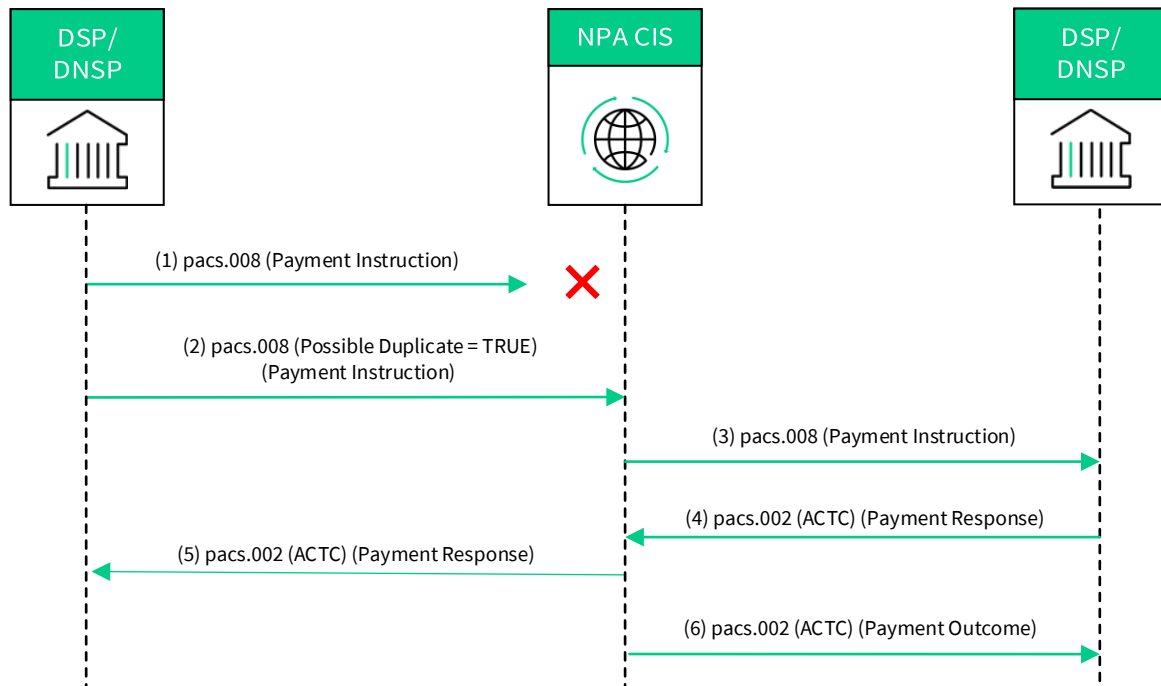 DSP/
DNSP
NPA CIS
DSP/
DNSP
(1) pacs.008 (Payment Instruction)
(2) pacs.008 (Possible Duplicate = TRUE)
(Payment Instruction)
(3) pacs.008 (Payment Instruction)
(4) pacs.002 (ACTC) (Payment Response)
(5) pacs.002 (ACTC) (Payment Response)
(6) pacs.002 (ACTC) (Payment Outcome)